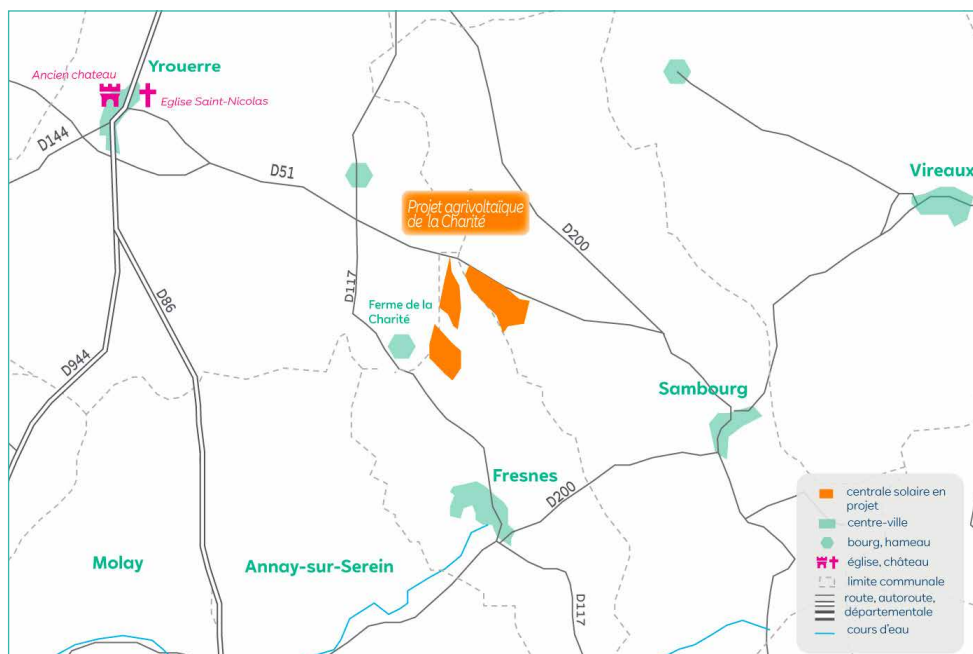 Yrouerre
Ancien chateau
Eglise Saint-Nicolas
D144
D51
Vireaux
Projet agrivoltaïque
de la Charité
D200
D117
Ferme de la
Charité
D86
D944
Sambourg
Fresnes
D200
Molay
Annay-sur-Serein
D117
centrale solaire en
projet
centre-ville
bourg, hameau
église, château
limite communale
route, autoroute,
départementale
cours d'eau